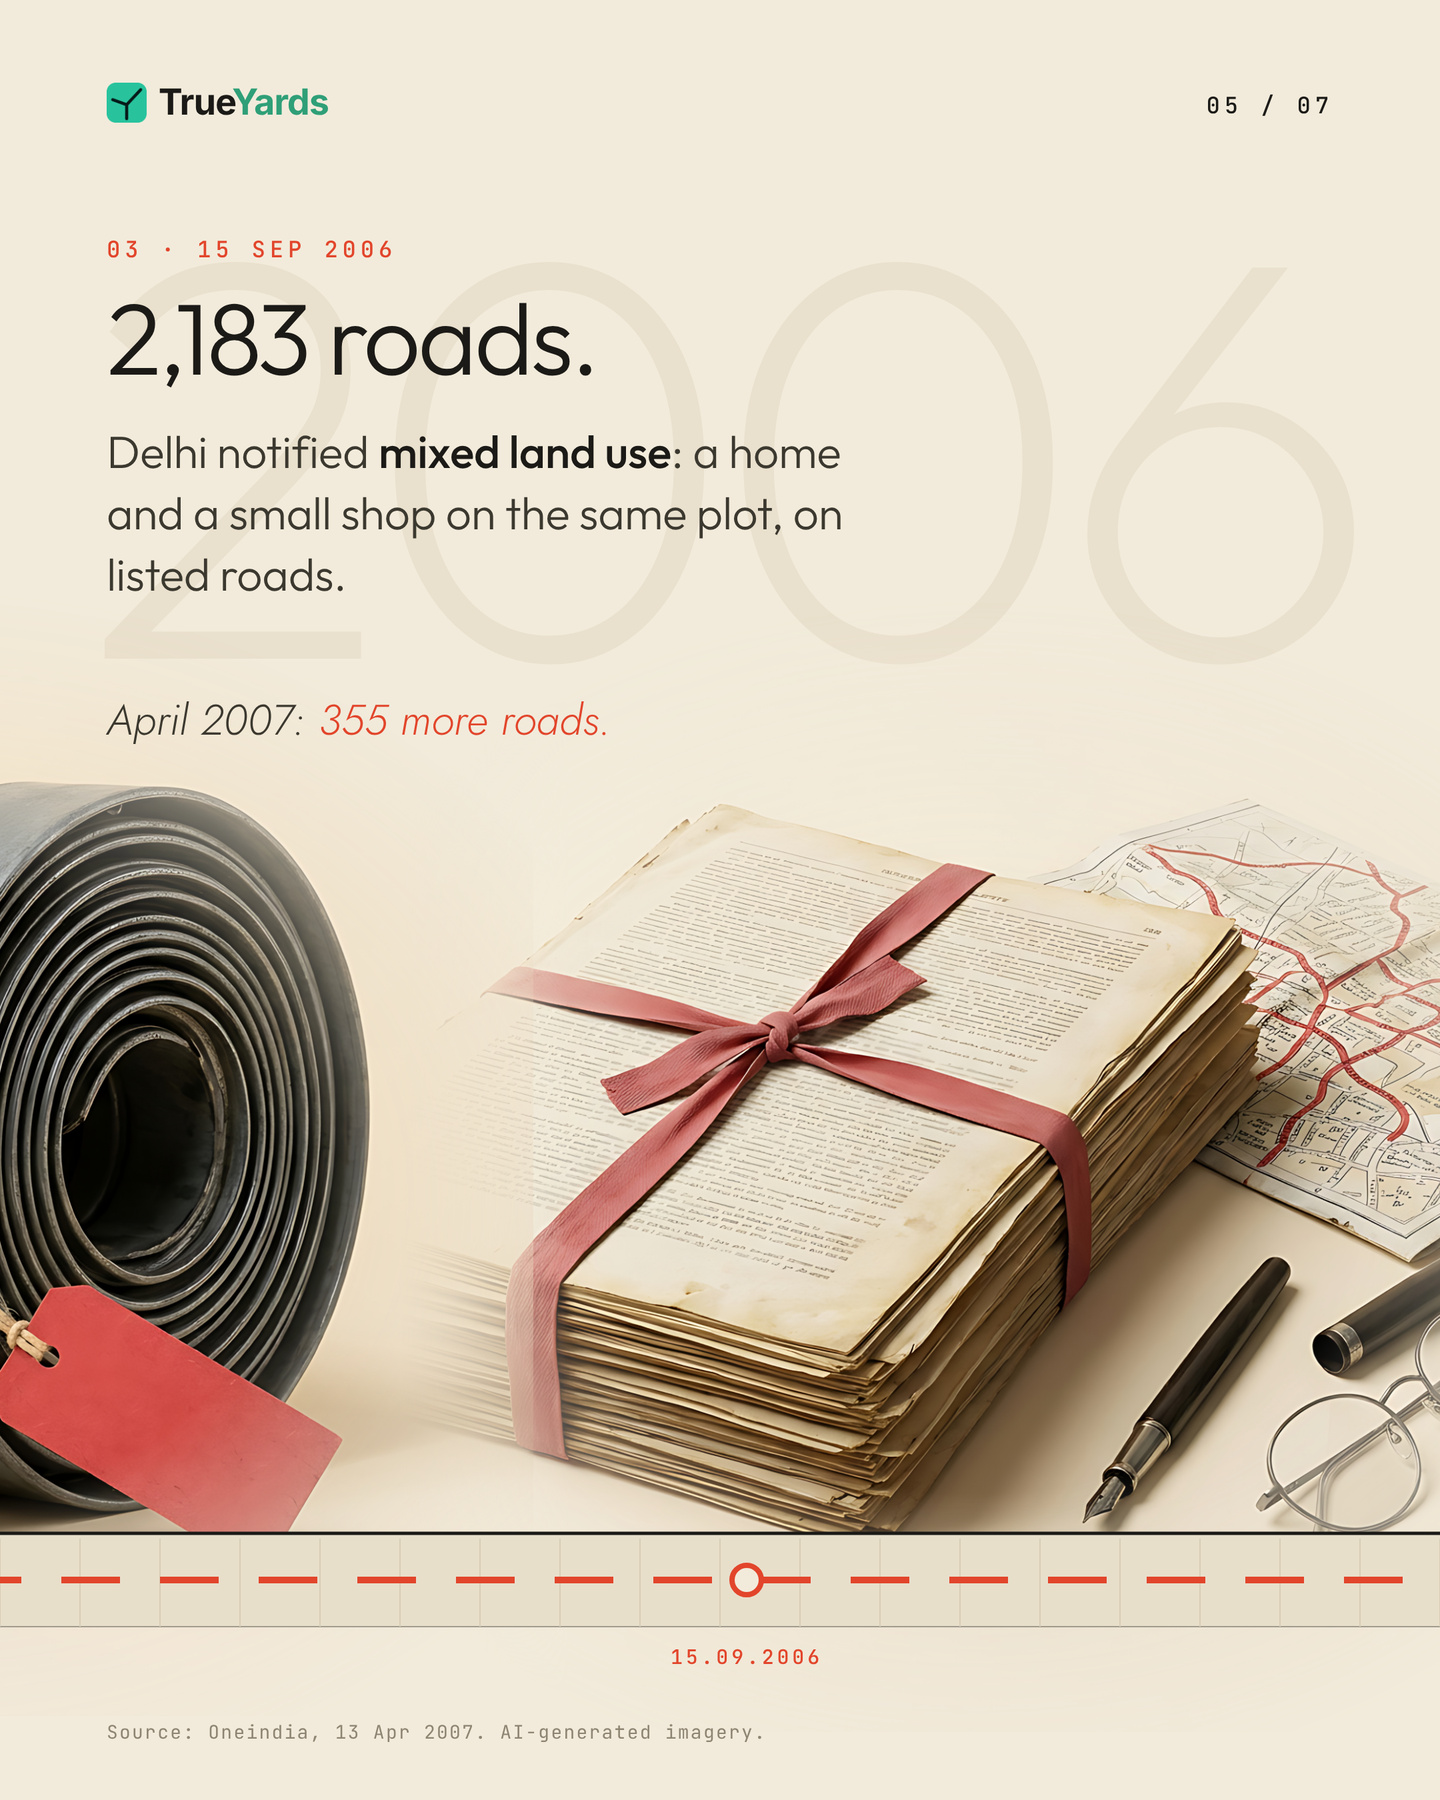 TrueYards
05 / 07
03 · 15 SEP 2006
2006
2,183 roads.
Delhi notified mixed land use: a home
and a small shop on the same plot, on
listed roads.
April 2007: 355 more roads.
15.09.2006
Source: Oneindia, 13 Apr 2007. AI-generated imagery.